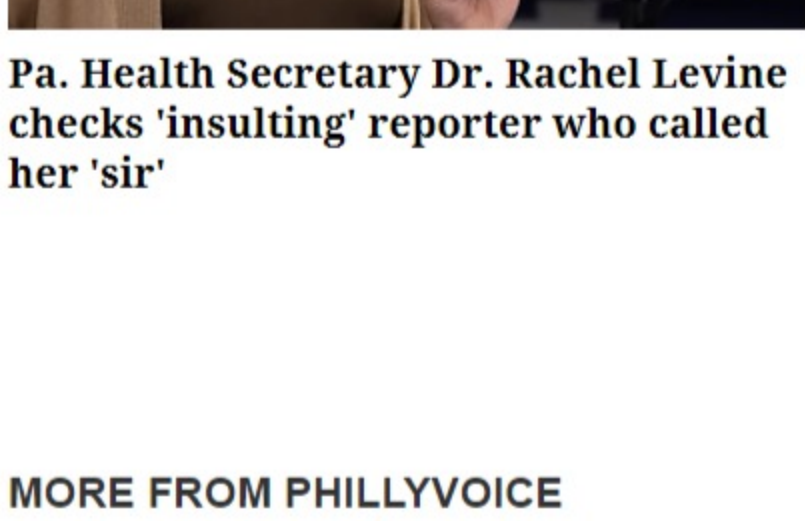 Pa. Health Secretary Dr. Rachel Levine
checks 'insulting' reporter who called
her 'sir'
MORE FROM PHILLYVOICE